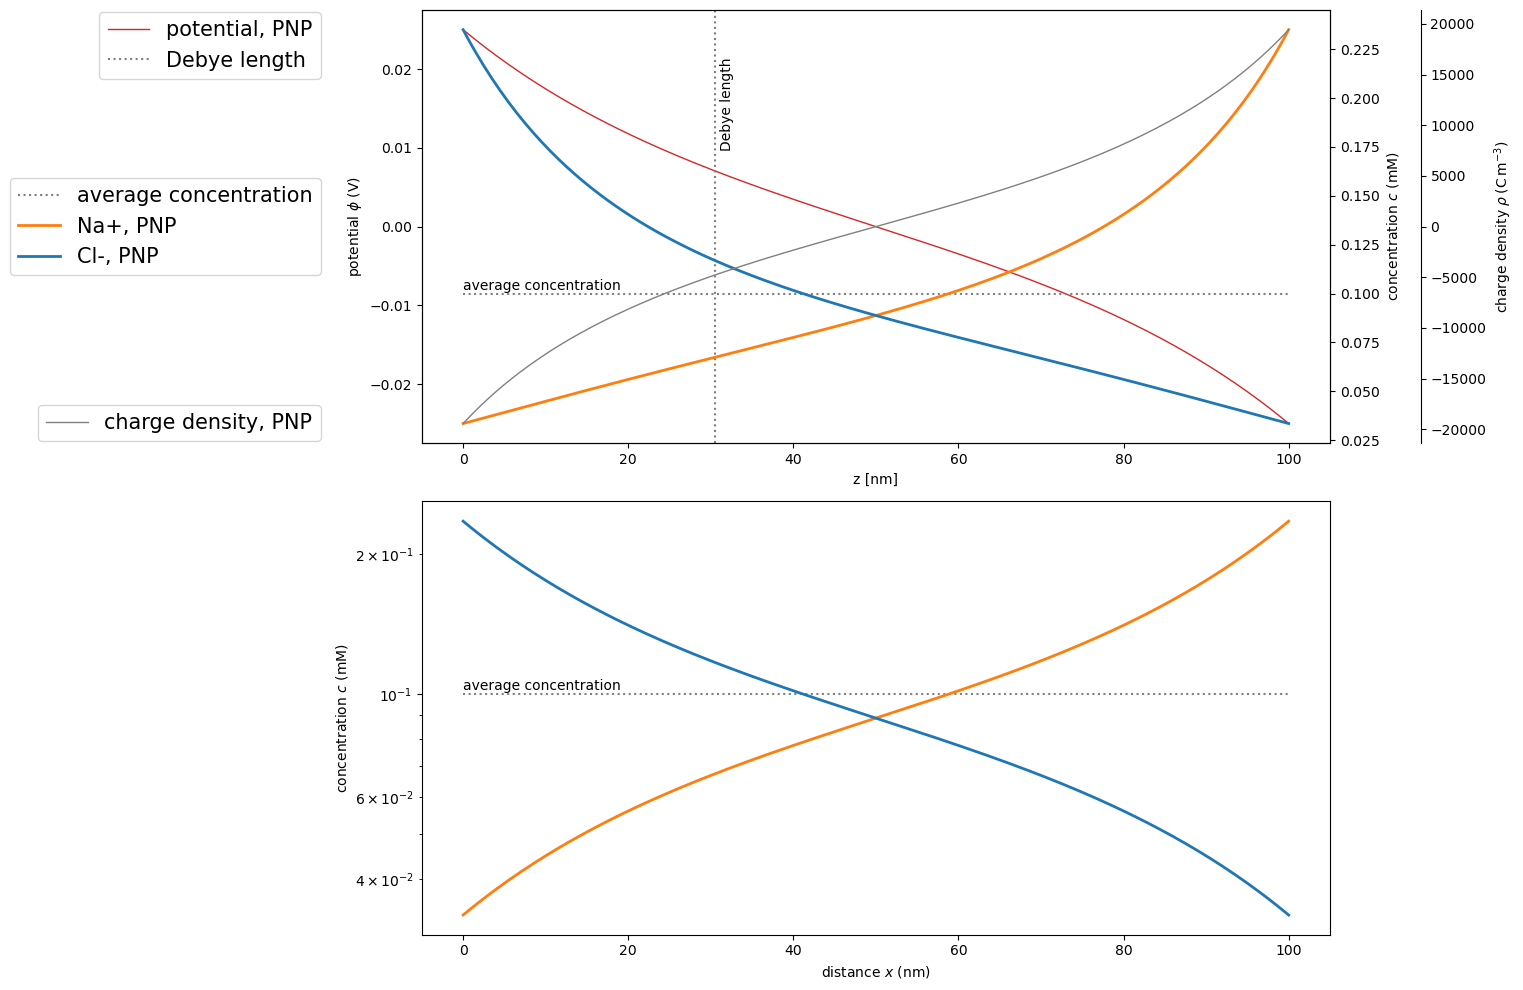 potential, PNP
Debye length
average concentration
Na+, PNP
Cl-, PNP
charge density, PNP
potential ϕ (V)
0.02
0.01
0.00
−0.01
−0.02
Debye length
average concentration
0 20 40 60 80 100
z [nm]
0.225
0.200
0.175
0.150
0.125
0.100
0.075
0.050
0.025
concentration c (mM)
20000
15000
10000
5000
0
−5000
−10000
−15000
−20000
charge density ρ (C m⁻³)
concentration c (mM)
2 × 10⁻¹
10⁻¹
6 × 10⁻²
4 × 10⁻²
average concentration
0 20 40 60 80 100
distance x (nm)